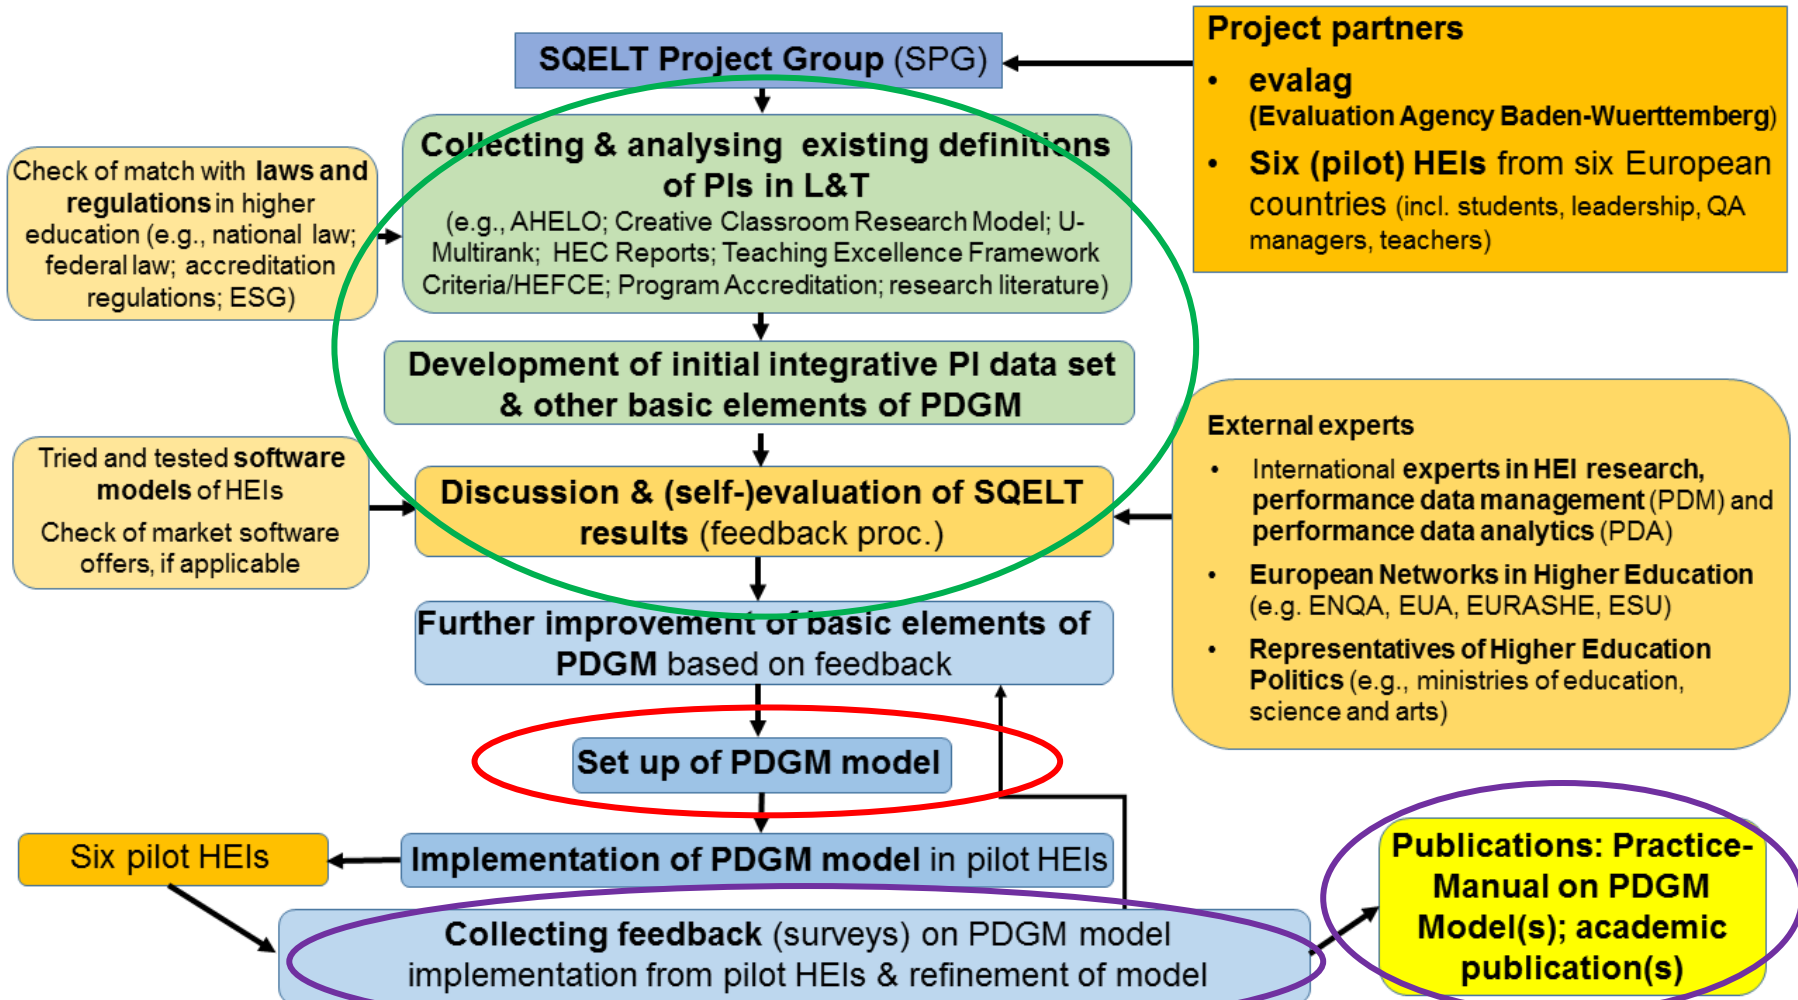 SQELT Project Group (SPG)
Project partners
• evalag
(Evaluation Agency Baden-Wuerttemberg)
• Six (pilot) HEIs from six European
countries (incl. students, leadership, QA
managers, teachers)
Collecting & analysing existing definitions
of PIs in L&T
(e.g., AHELO; Creative Classroom Research Model; U-
Multirank; HEC Reports; Teaching Excellence Framework
Criteria/HEFCE; Program Accreditation; research literature)
Check of match with laws and
regulations in higher
education (e.g., national law;
federal law; accreditation
regulations; ESG)
Development of initial integrative PI data set
& other basic elements of PDGM
Tried and tested software
models of HEIs
Check of market software
offers, if applicable
Discussion & (self-)evaluation of SQELT
results (feedback proc.)
External experts
• International experts in HEI research,
performance data management (PDM) and
performance data analytics (PDA)
• European Networks in Higher Education
(e.g. ENQA, EUA, EURASHE, ESU)
• Representatives of Higher Education
Politics (e.g., ministries of education,
science and arts)
Further improvement of basic elements of
PDGM based on feedback
Set up of PDGM model
Six pilot HEIs
Implementation of PDGM model in pilot HEIs
Collecting feedback (surveys) on PDGM model
implementation from pilot HEIs & refinement of model
Publications: Practice-
Manual on PDGM
Model(s); academic
publication(s)